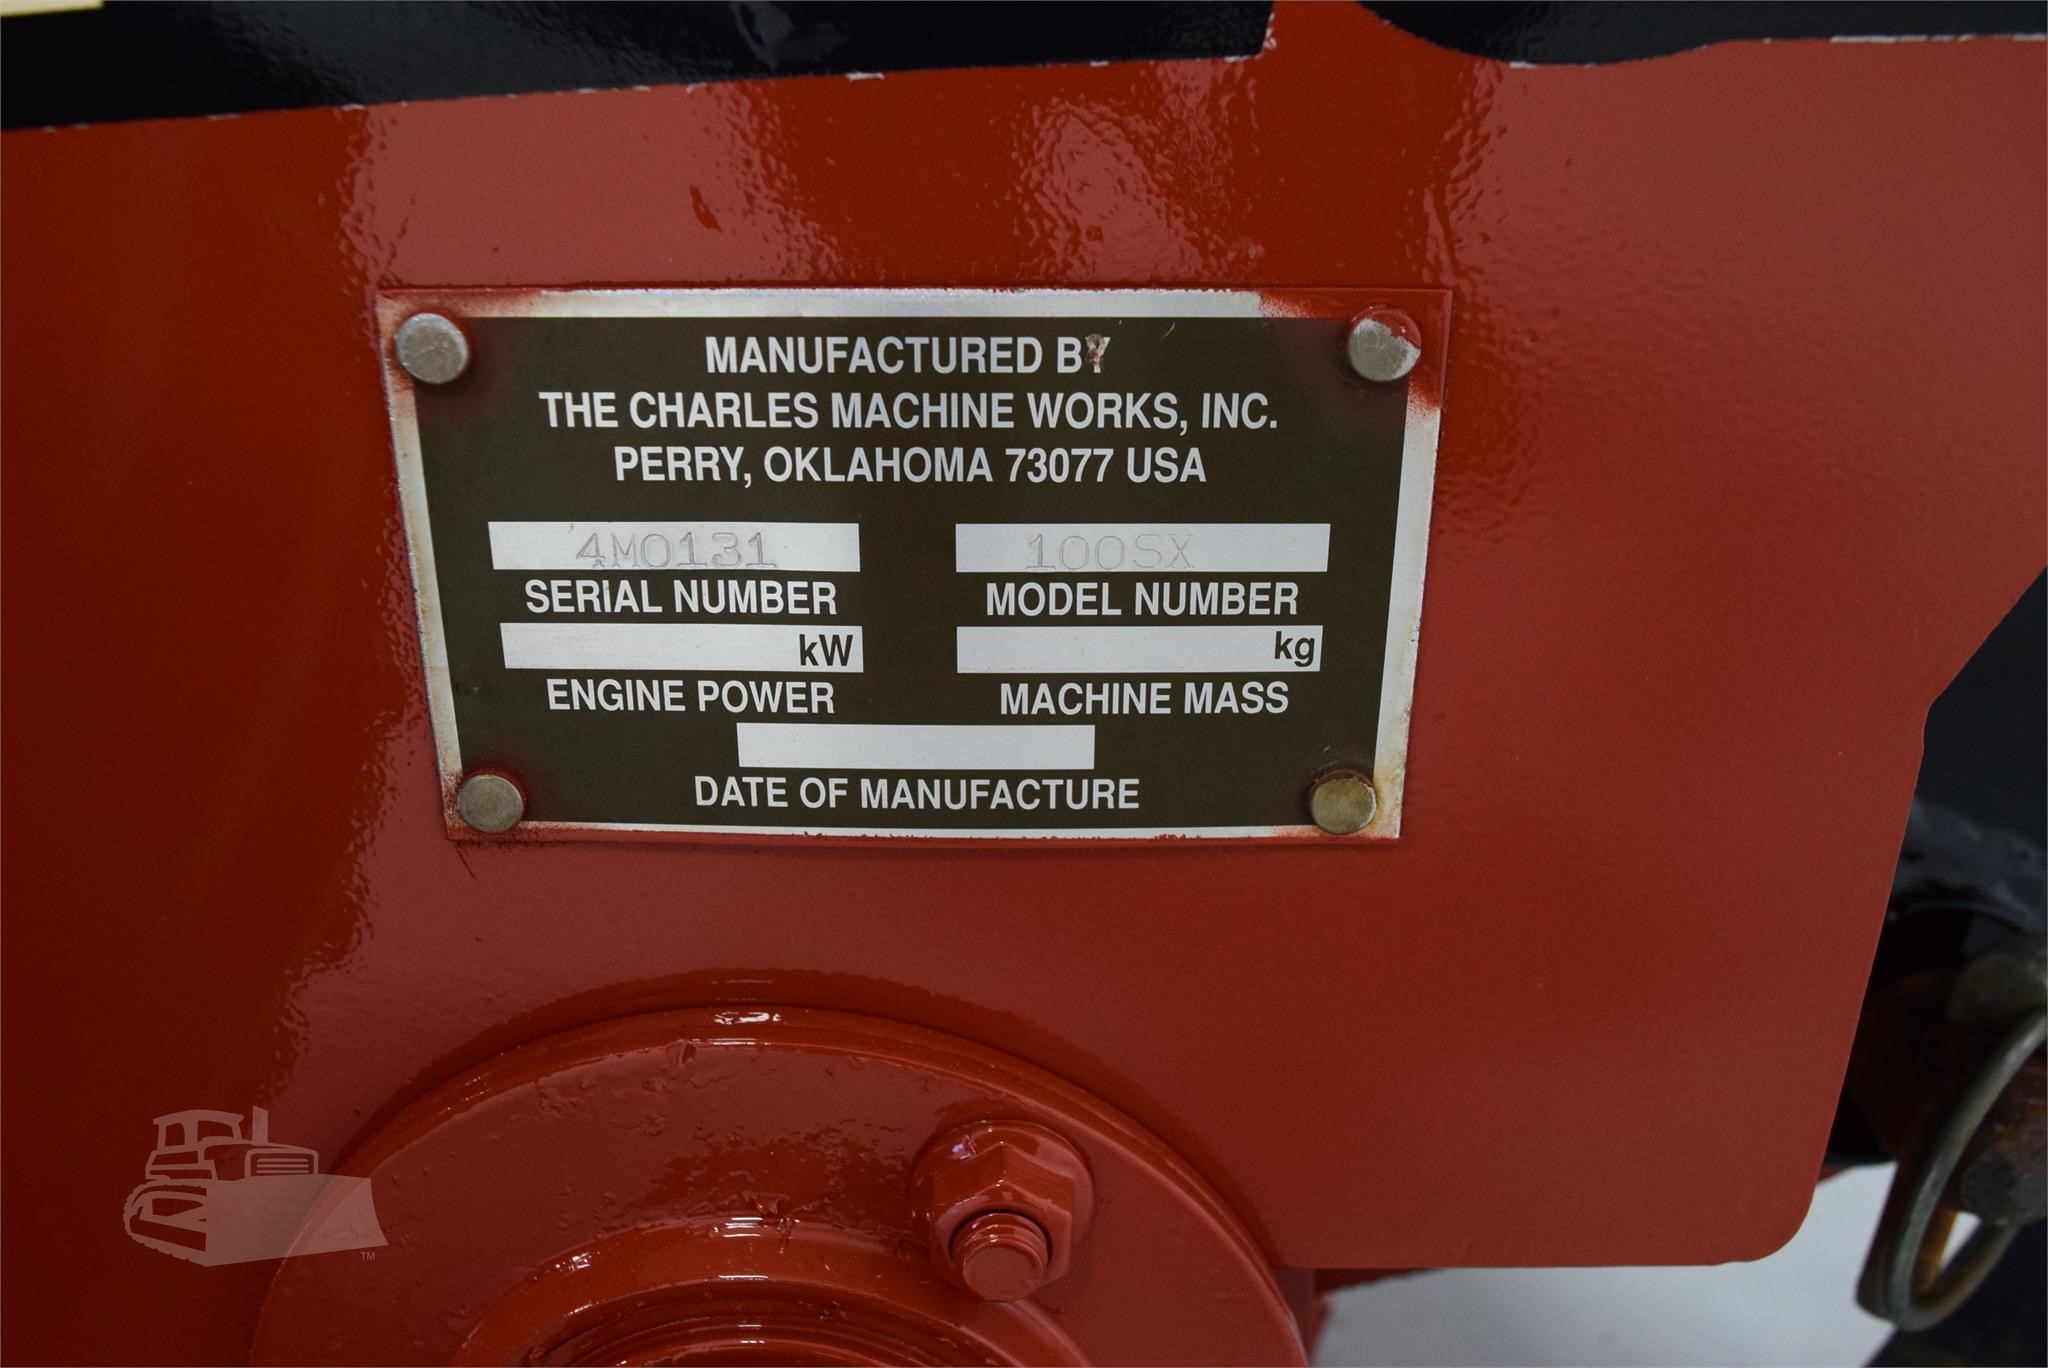 MANUFACTURED BY
THE CHARLES MACHINE WORKS, INC.
PERRY, OKLAHOMA 73077 USA
4M0131 100SX
SERIAL NUMBER MODEL NUMBER
kW kg
ENGINE POWER MACHINE MASS
DATE OF MANUFACTURE
TM